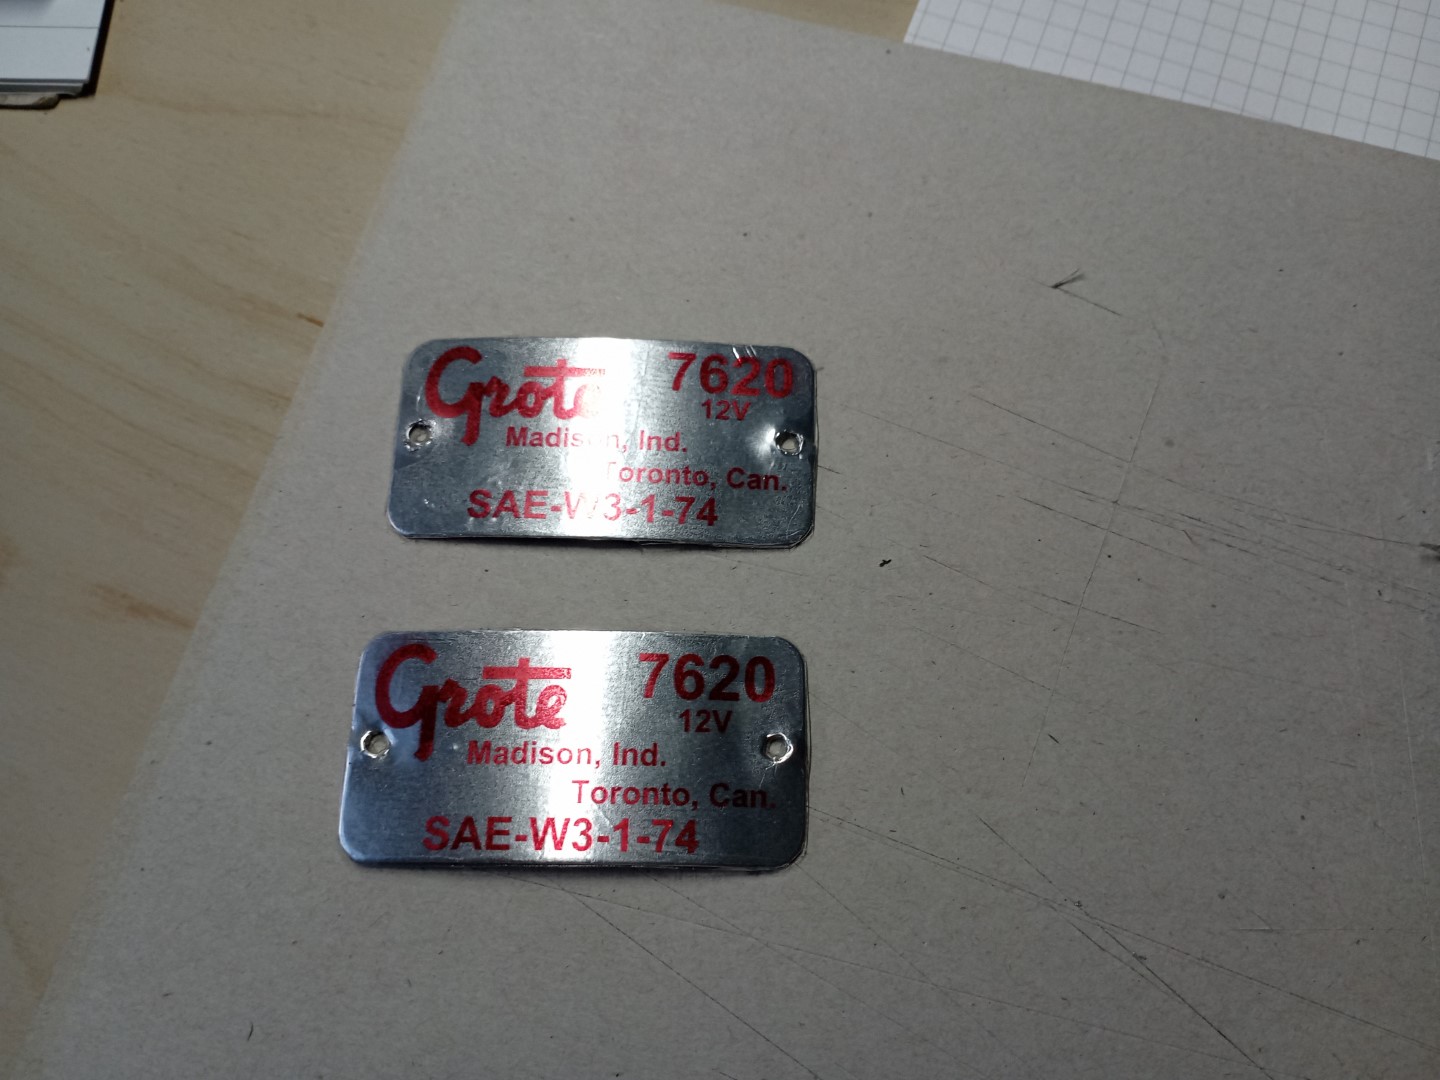 Grote 7620
12V
Madison, Ind.
Toronto, Can.
SAE-W3-1-74
Grote 7620
12V
Madison, Ind.
Toronto, Can.
SAE-W3-1-74